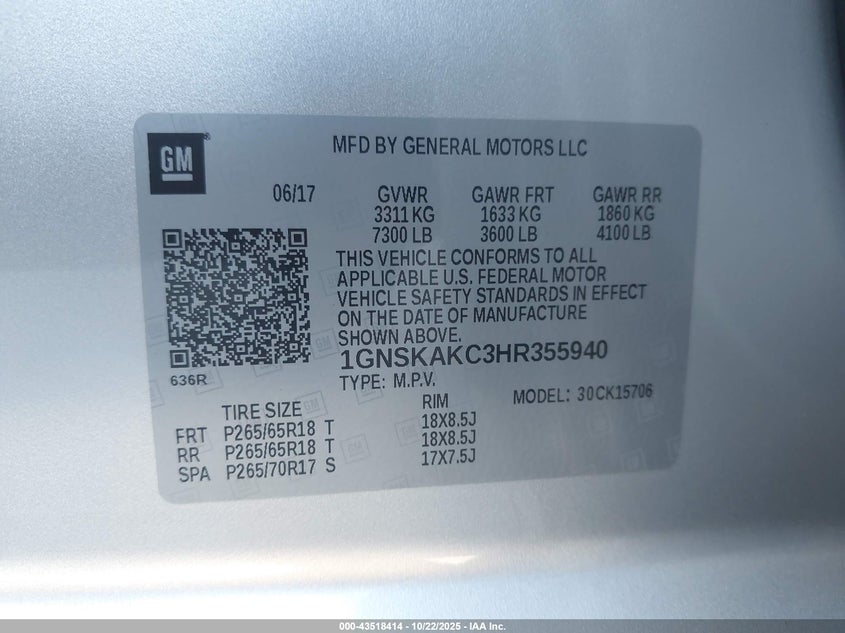 GM
MFD BY GENERAL MOTORS LLC
06/17 GVWR GAWR FRT GAWR RR
3311 KG 1633 KG 1860 KG
7300 LB 3600 LB 4100 LB
THIS VEHICLE CONFORMS TO ALL
APPLICABLE U.S. FEDERAL MOTOR
VEHICLE SAFETY STANDARDS IN EFFECT
ON THE DATE OF MANUFACTURE
SHOWN ABOVE.
1GNSKAKC3HR355940
636R
TYPE: M.P.V.
MODEL: 30CK15706
TIRE SIZE RIM
FRT P265/65R18 T 18X8.5J
RR P265/65R18 T 18X8.5J
SPA P265/70R17 S 17X7.5J
000-43518414 - 10/22/2025 - IAA Inc.